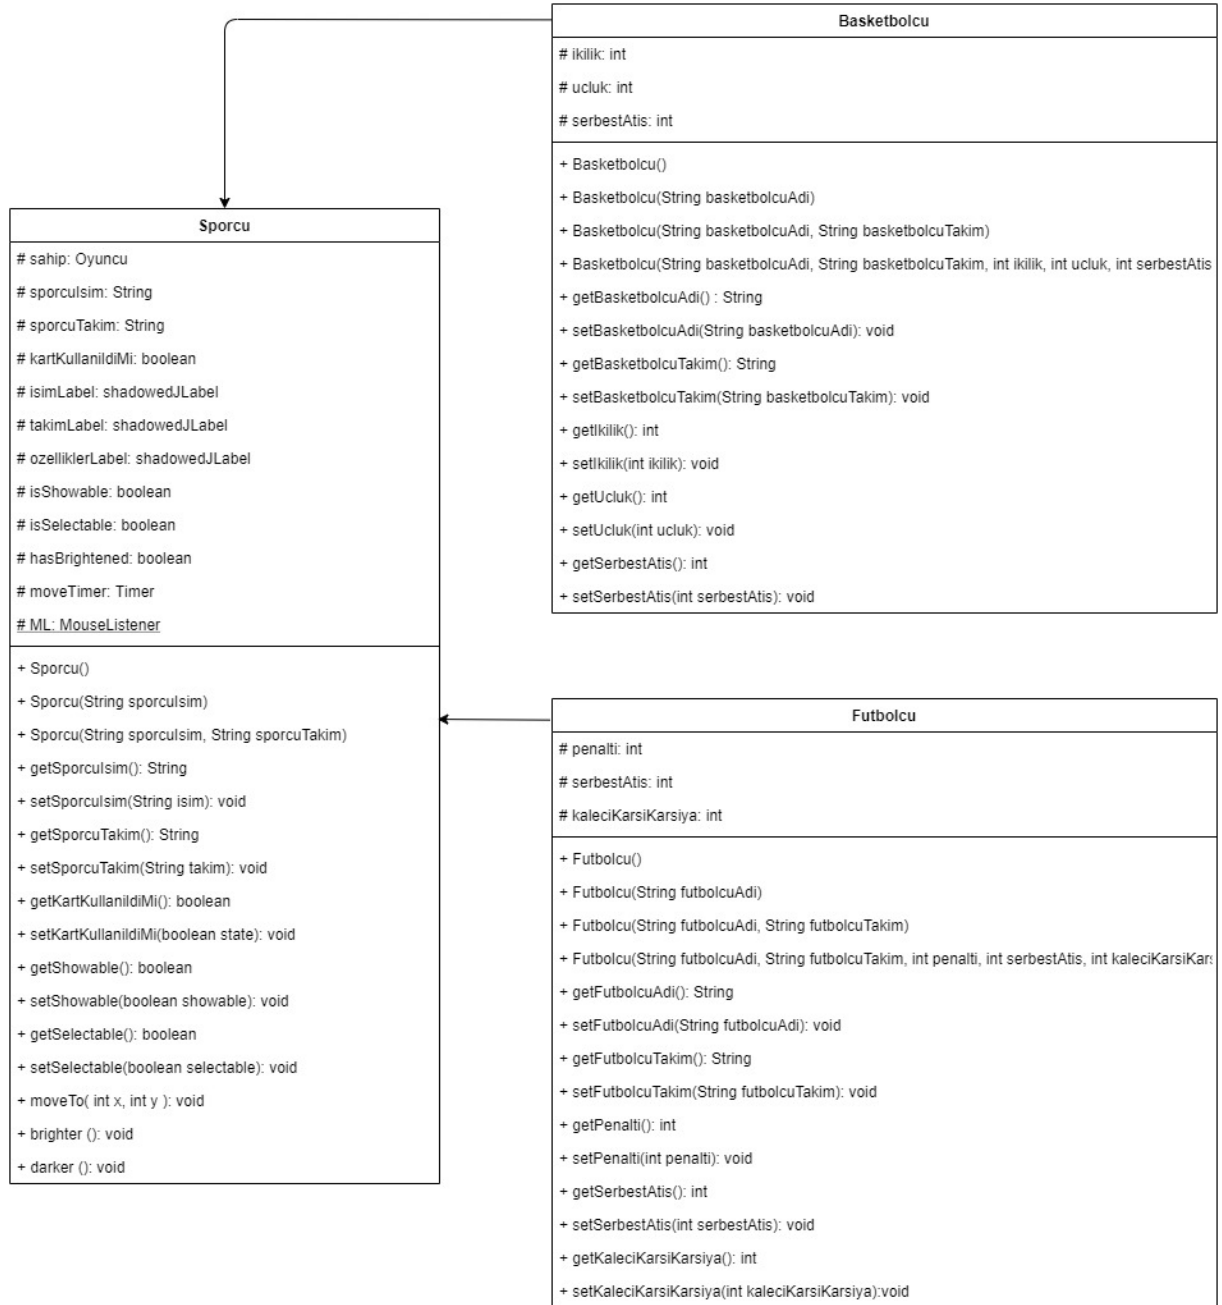 Basketbolcu
# ikilik: int
# ucluk: int
# serbestAtis: int
+ Basketbolcu()
+ Basketbolcu(String basketbolcuAdi)
+ Basketbolcu(String basketbolcuAdi, String basketbolcuTakim)
+ Basketbolcu(String basketbolcuAdi, String basketbolcuTakim, int ikilik, int ucluk, int serbestAtis
+ getBasketbolcuAdi() : String
+ setBasketbolcuAdi(String basketbolcuAdi): void
+ getBasketbolcuTakim(): String
+ setBasketbolcuTakim(String basketbolcuTakim): void
+ getIkilik(): int
+ setIkilik(int ikilik): void
+ getUcluk(): int
+ setUcluk(int ucluk): void
+ getSerbestAtis(): int
+ setSerbestAtis(int serbestAtis): void
Sporcu
# sahip: Oyuncu
# sporcuIsim: String
# sporcuTakim: String
# kartKullanildiMi: boolean
# isimLabel: shadowedJLabel
# takimLabel: shadowedJLabel
# ozelliklerLabel: shadowedJLabel
# isShowable: boolean
# isSelectable: boolean
# hasBrightened: boolean
# moveTimer: Timer
# ML: MouseListener
+ Sporcu()
+ Sporcu(String sporcuIsim)
+ Sporcu(String sporcuIsim, String sporcuTakim)
+ getSporcuIsim(): String
+ setSporcuIsim(String isim): void
+ getSporcuTakim(): String
+ setSporcuTakim(String takim): void
+ getKartKullanildiMi(): boolean
+ setKartKullanildiMi(boolean state): void
+ getShowable(): boolean
+ setShowable(boolean showable): void
+ getSelectable(): boolean
+ setSelectable(boolean selectable): void
+ moveTo( int x, int y ): void
+ brighter (): void
+ darker (): void
Futbolcu
# penalti: int
# serbestAtis: int
# kaleciKarsiKarsiya: int
+ Futbolcu()
+ Futbolcu(String futbolcuAdi)
+ Futbolcu(String futbolcuAdi, String futbolcuTakim)
+ Futbolcu(String futbolcuAdi, String futbolcuTakim, int penalti, int serbestAtis, int kaleciKarsiKars
+ getFutbolcuAdi(): String
+ setFutbolcuAdi(String futbolcuAdi): void
+ getFutbolcuTakim(): String
+ setFutbolcuTakim(String futbolcuTakim): void
+ getPenalti(): int
+ setPenalti(int penalti): void
+ getSerbestAtis(): int
+ setSerbestAtis(int serbestAtis): void
+ getKaleciKarsiKarsiya(): int
+ setKaleciKarsiKarsiya(int kaleciKarsiKarsiya):void